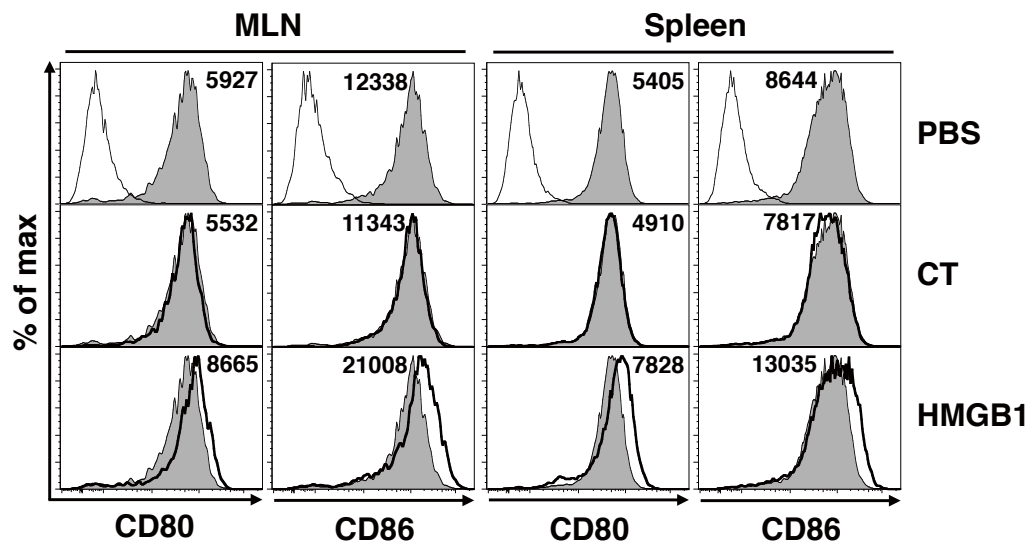 MLN Spleen
5927 12338 5405 8644 PBS
5532 11343 4910 7817 CT
8665 21008 7828 13035 HMGB1
% of max
CD80 CD86 CD80 CD86